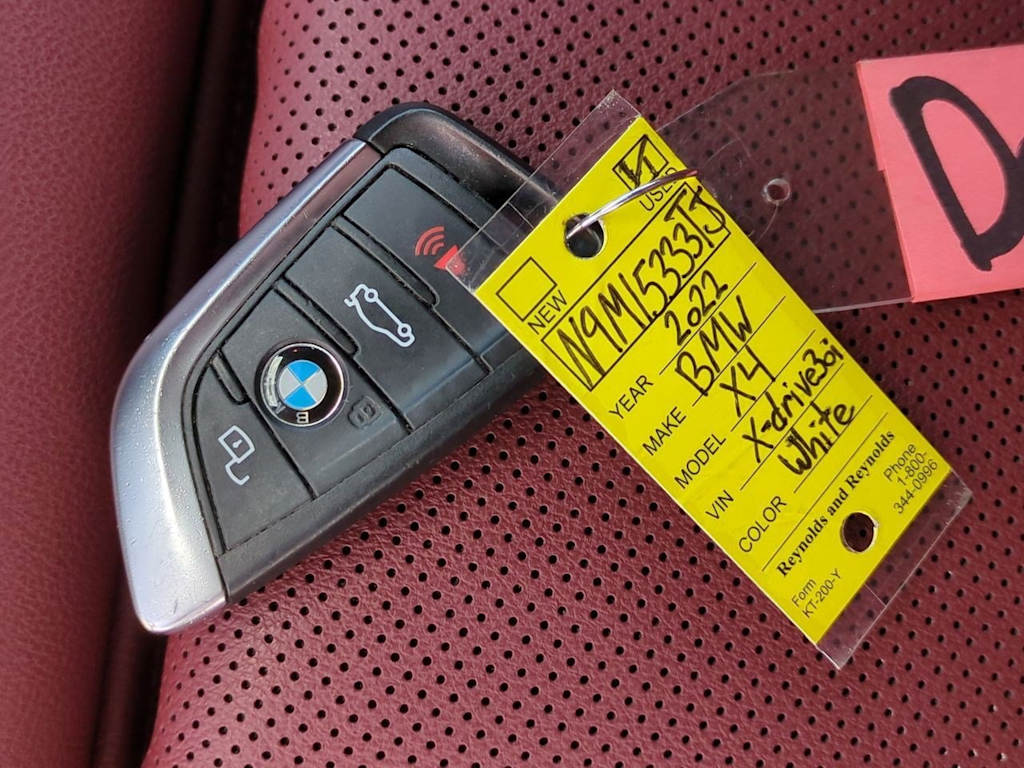 USED
NEW
N9M15333TJ
YEAR 2022
MAKE BMW
MODEL X4
VIN X-drive30i
COLOR White
Reynolds and Reynolds
Form
KT-200-Y
Phone
1-800-
344-0996